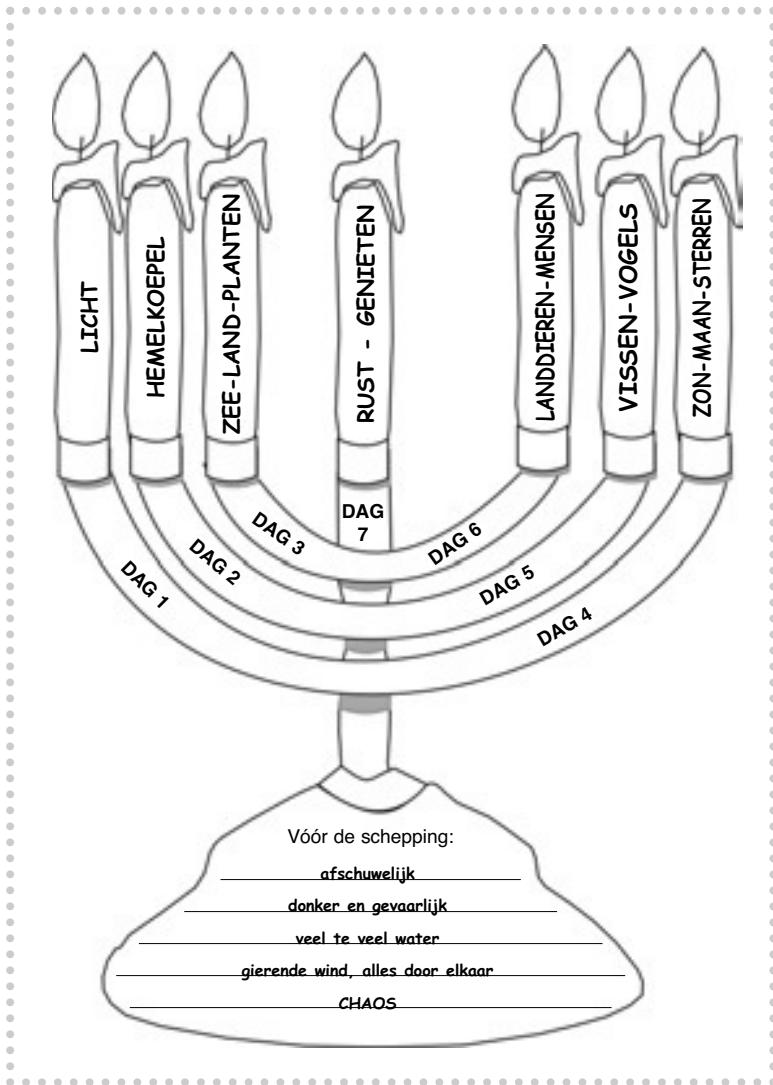 LICHT
HEMELKOEPEL
ZEE-LAND-PLANTEN
RUST - GENIETEN
LANDDIEREN-MENSEN
VISSEN-VOGELS
ZON-MAAN-STERREN
DAG 1
DAG 2
DAG 3
DAG
7
DAG 6
DAG 5
DAG 4
Vóór de schepping:
afschuwelijk
donker en gevaarlijk
veel te veel water
gierende wind, alles door elkaar
CHAOS